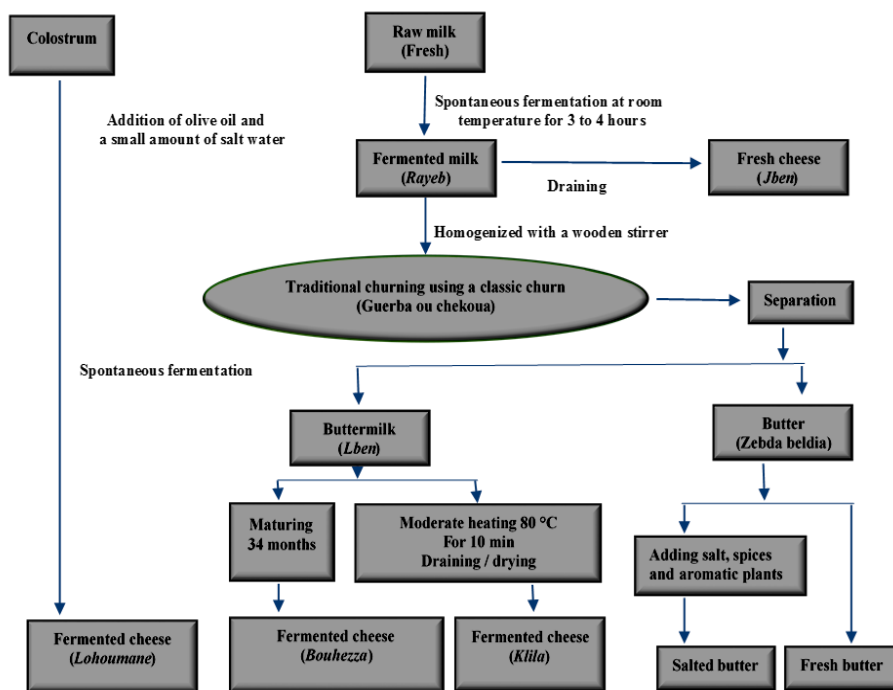 Colostrum
Raw milk
(Fresh)
Addition of olive oil and
a small amount of salt water
Spontaneous fermentation at room
temperature for 3 to 4 hours
Fermented milk
(Rayeb)
Draining
Fresh cheese
(Jben)
Homogenized with a wooden stirrer
Traditional churning using a classic churn
(Guerba ou chekoua)
Separation
Spontaneous fermentation
Buttermilk
(Lben)
Butter
(Zebda beldia)
Maturing
34 months
Moderate heating 80 °C
For 10 min
Draining / drying
Adding salt, spices
and aromatic plants
Fermented cheese
(Lohoumane)
Fermented cheese
(Bouhezza)
Fermented cheese
(Klila)
Salted butter
Fresh butter